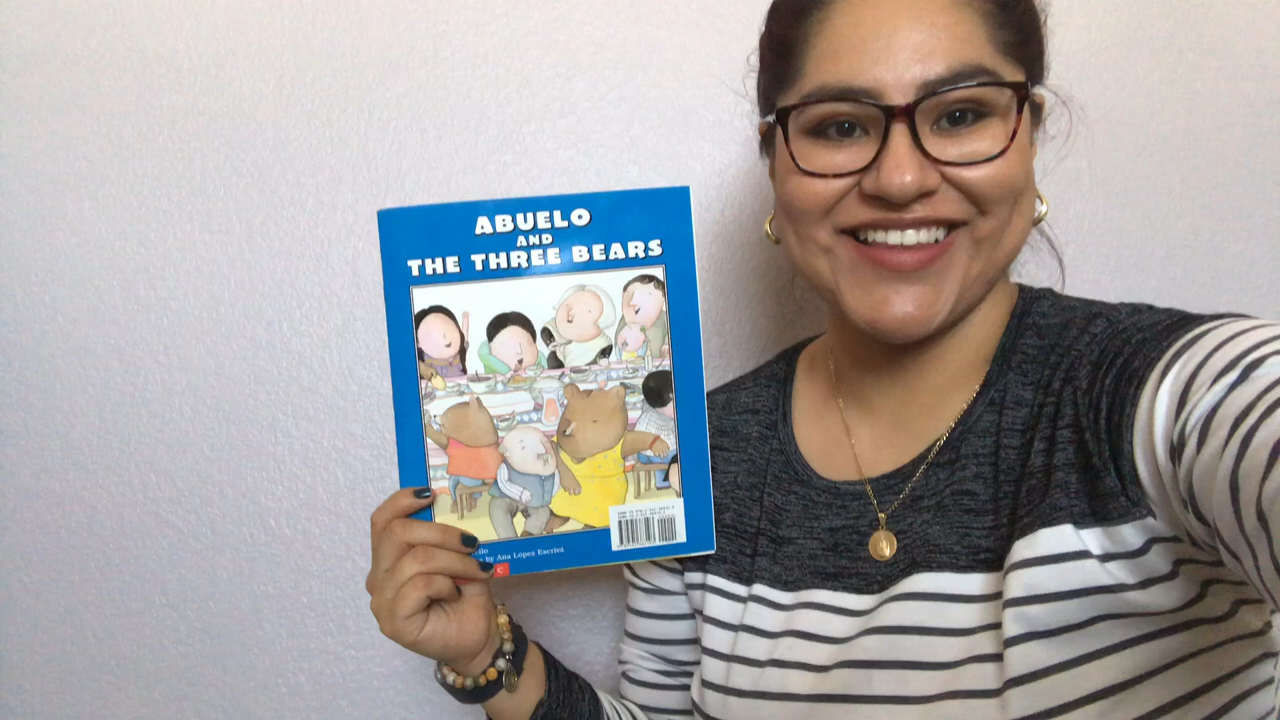 ABUELO
AND
THE THREE BEARS
by Ana López Escrivá
C